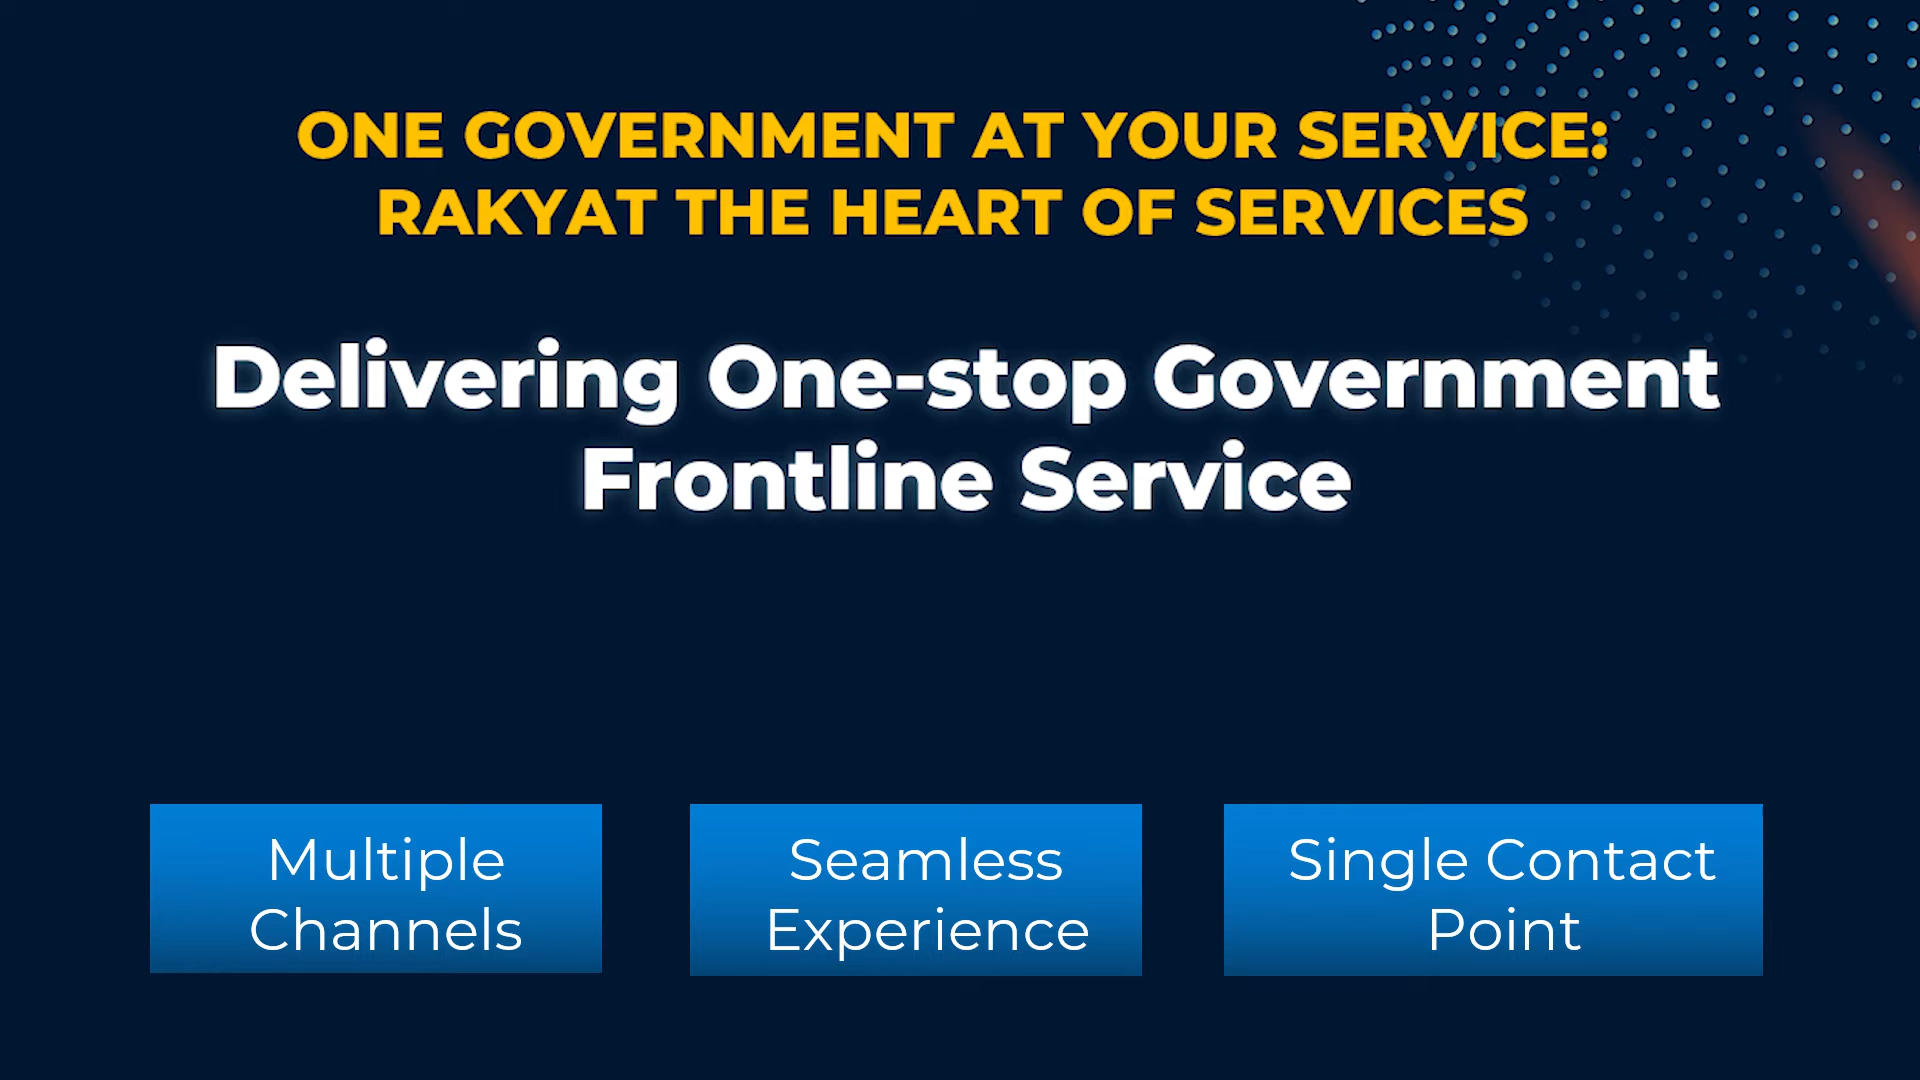 ONE GOVERNMENT AT YOUR SERVICE:
RAKYAT THE HEART OF SERVICES
Delivering One-stop Government
Frontline Service
Multiple
Channels
Seamless
Experience
Single Contact
Point